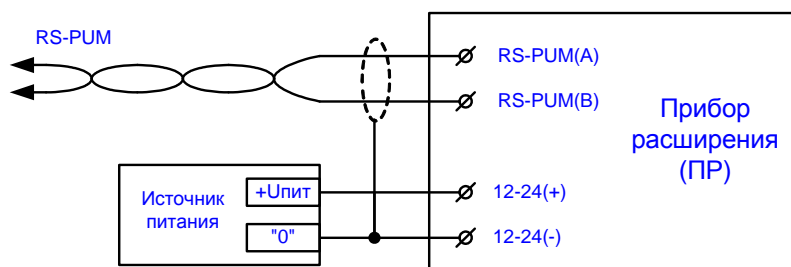 RS-PUM
RS-PUM(A)
RS-PUM(B)
Прибор
расширения
(ПР)
Источник
питания
+Uпит
"0"
12-24(+)
12-24(-)